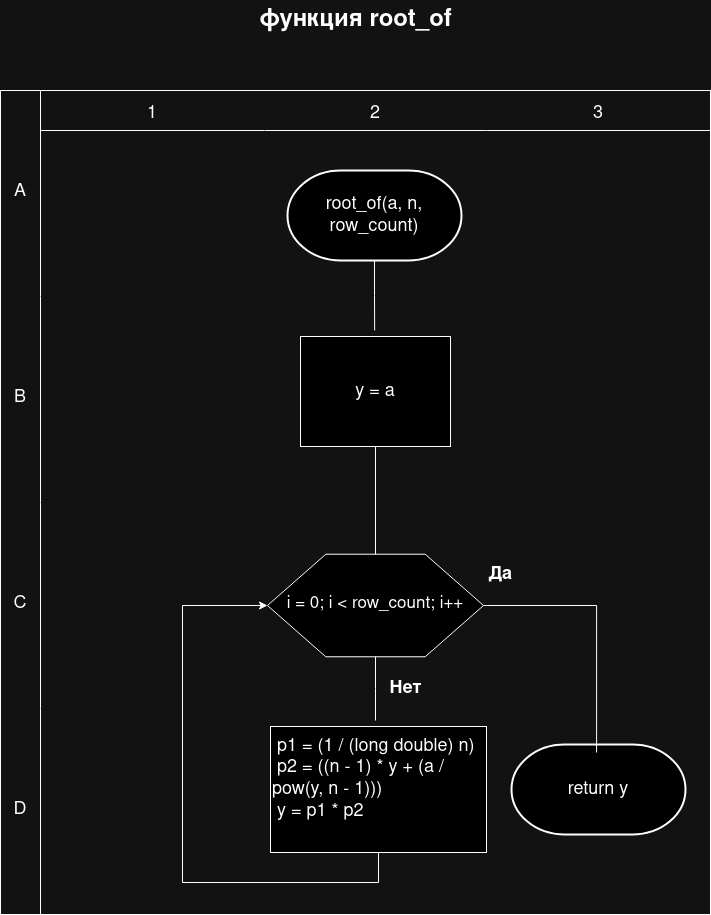 функция root_of
1 2 3
A
root_of(a, n,
row_count)
B
y = a
C
i = 0; i < row_count; i++
Да
Нет
D
p1 = (1 / (long double) n)
p2 = ((n - 1) * y + (a /
pow(y, n - 1)))
y = p1 * p2
return y